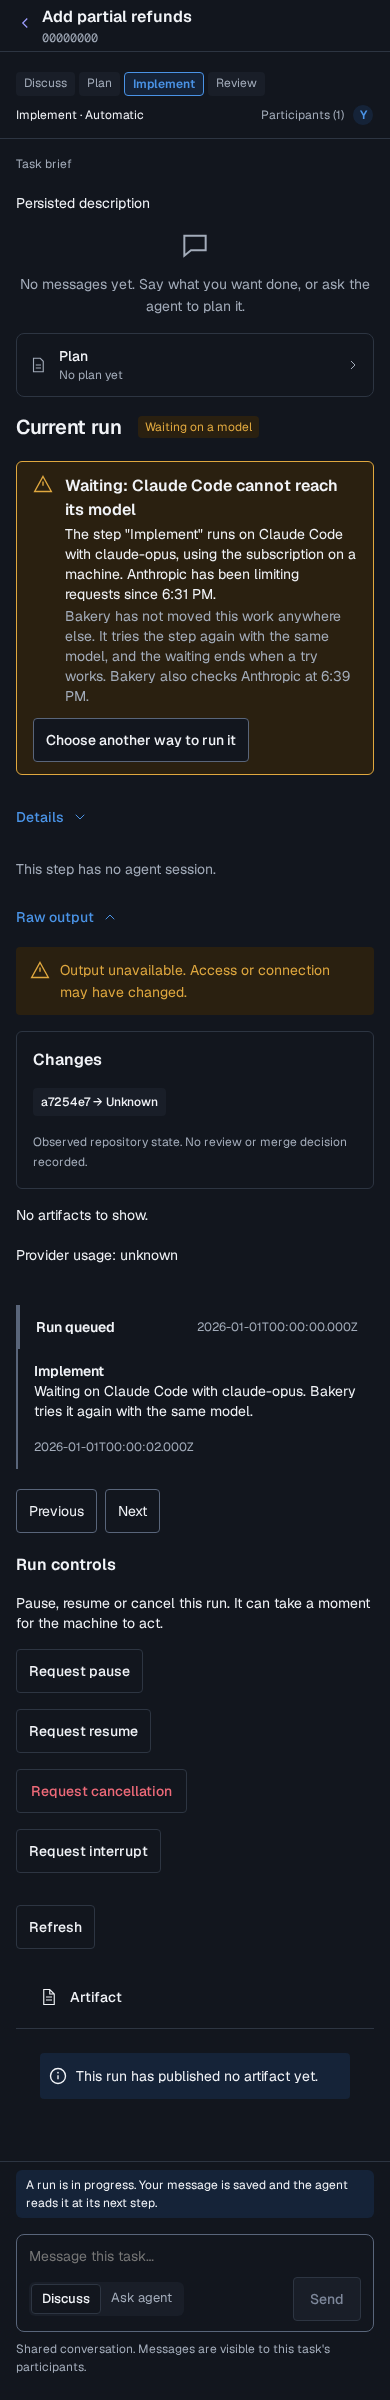 Add partial refunds
00000000
Discuss Plan Implement Review
Implement · Automatic Participants (1) Y
Task brief
Persisted description
No messages yet. Say what you want done, or ask the
agent to plan it.
Plan
No plan yet
Current run Waiting on a model
Waiting: Claude Code cannot reach
its model
The step "Implement" runs on Claude Code
with claude-opus, using the subscription on a
machine. Anthropic has been limiting
requests since 6:31 PM.
Bakery has not moved this work anywhere
else. It tries the step again with the same
model, and the waiting ends when a try
works. Bakery also checks Anthropic at 6:39
PM.
Choose another way to run it
Details
This step has no agent session.
Raw output
Output unavailable. Access or connection
may have changed.
Changes
a7254e7 → Unknown
Observed repository state. No review or merge decision
recorded.
No artifacts to show.
Provider usage: unknown
Run queued 2026-01-01T00:00:00.000Z
Implement
Waiting on Claude Code with claude-opus. Bakery
tries it again with the same model.
2026-01-01T00:00:02.000Z
Previous Next
Run controls
Pause, resume or cancel this run. It can take a moment
for the machine to act.
Request pause
Request resume
Request cancellation
Request interrupt
Refresh
Artifact
This run has published no artifact yet.
A run is in progress. Your message is saved and the agent
reads it at its next step.
Message this task...
Discuss Ask agent Send
Shared conversation. Messages are visible to this task's
participants.